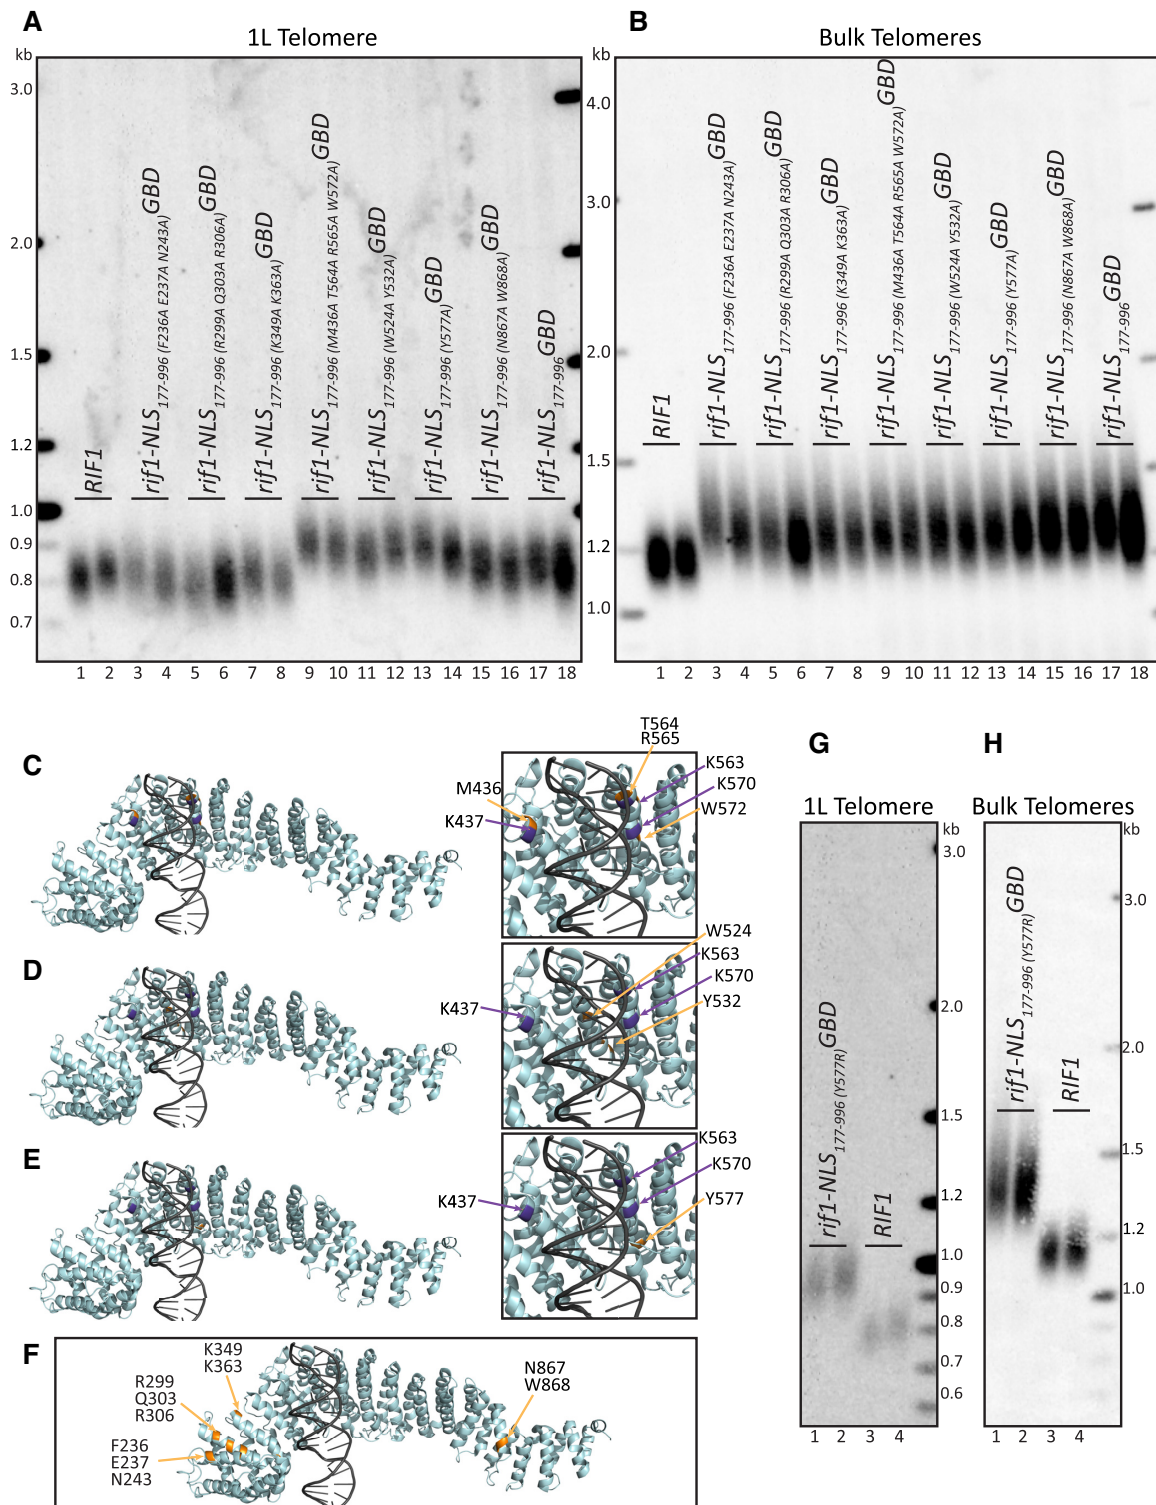 A
1L Telomere
kb
3.0
2.0
1.5
1.2
1.0
0.9
0.8
0.7
RIF1
rif1-NLS177-996 (F236A E237A N243A)GBD
rif1-NLS177-996 (R299A Q303A R306A)GBD
rif1-NLS177-996 (K349A K363A)GBD
rif1-NLS177-996 (M436A T564A R565A W572A)GBD
rif1-NLS177-996 (W524A Y532A)GBD
rif1-NLS177-996 (Y577A)GBD
rif1-NLS177-996 (N867A W868A)GBD
rif1-NLS177-996GBD
1 2 3 4 5 6 7 8 9 10 11 12 13 14 15 16 17 18
B
Bulk Telomeres
kb
4.0
3.0
2.0
1.5
1.2
1.0
RIF1
rif1-NLS177-996 (F236A E237A N243A)GBD
rif1-NLS177-996 (R299A Q303A R306A)GBD
rif1-NLS177-996 (K349A K363A)GBD
rif1-NLS177-996 (M436A T564A R565A W572A)GBD
rif1-NLS177-996 (W524A Y532A)GBD
rif1-NLS177-996 (Y577A)GBD
rif1-NLS177-996 (N867A W868A)GBD
rif1-NLS177-996GBD
1 2 3 4 5 6 7 8 9 10 11 12 13 14 15 16 17 18
C
T564
R565
M436
K437
K563
K570
W572
D
W524
K563
K570
Y532
K437
E
K563
K570
Y577
K437
F
K349
K363
R299
Q303
R306
F236
E237
N243
N867
W868
G
1L Telomere
kb
3.0
2.0
1.5
1.2
1.0
0.9
0.8
0.7
0.6
rif1-NLS177-996 (Y577R)GBD
RIF1
1 2 3 4
H
Bulk Telomeres
kb
3.0
2.0
1.5
1.2
1.0
rif1-NLS177-996 (Y577R)GBD
RIF1
1 2 3 4